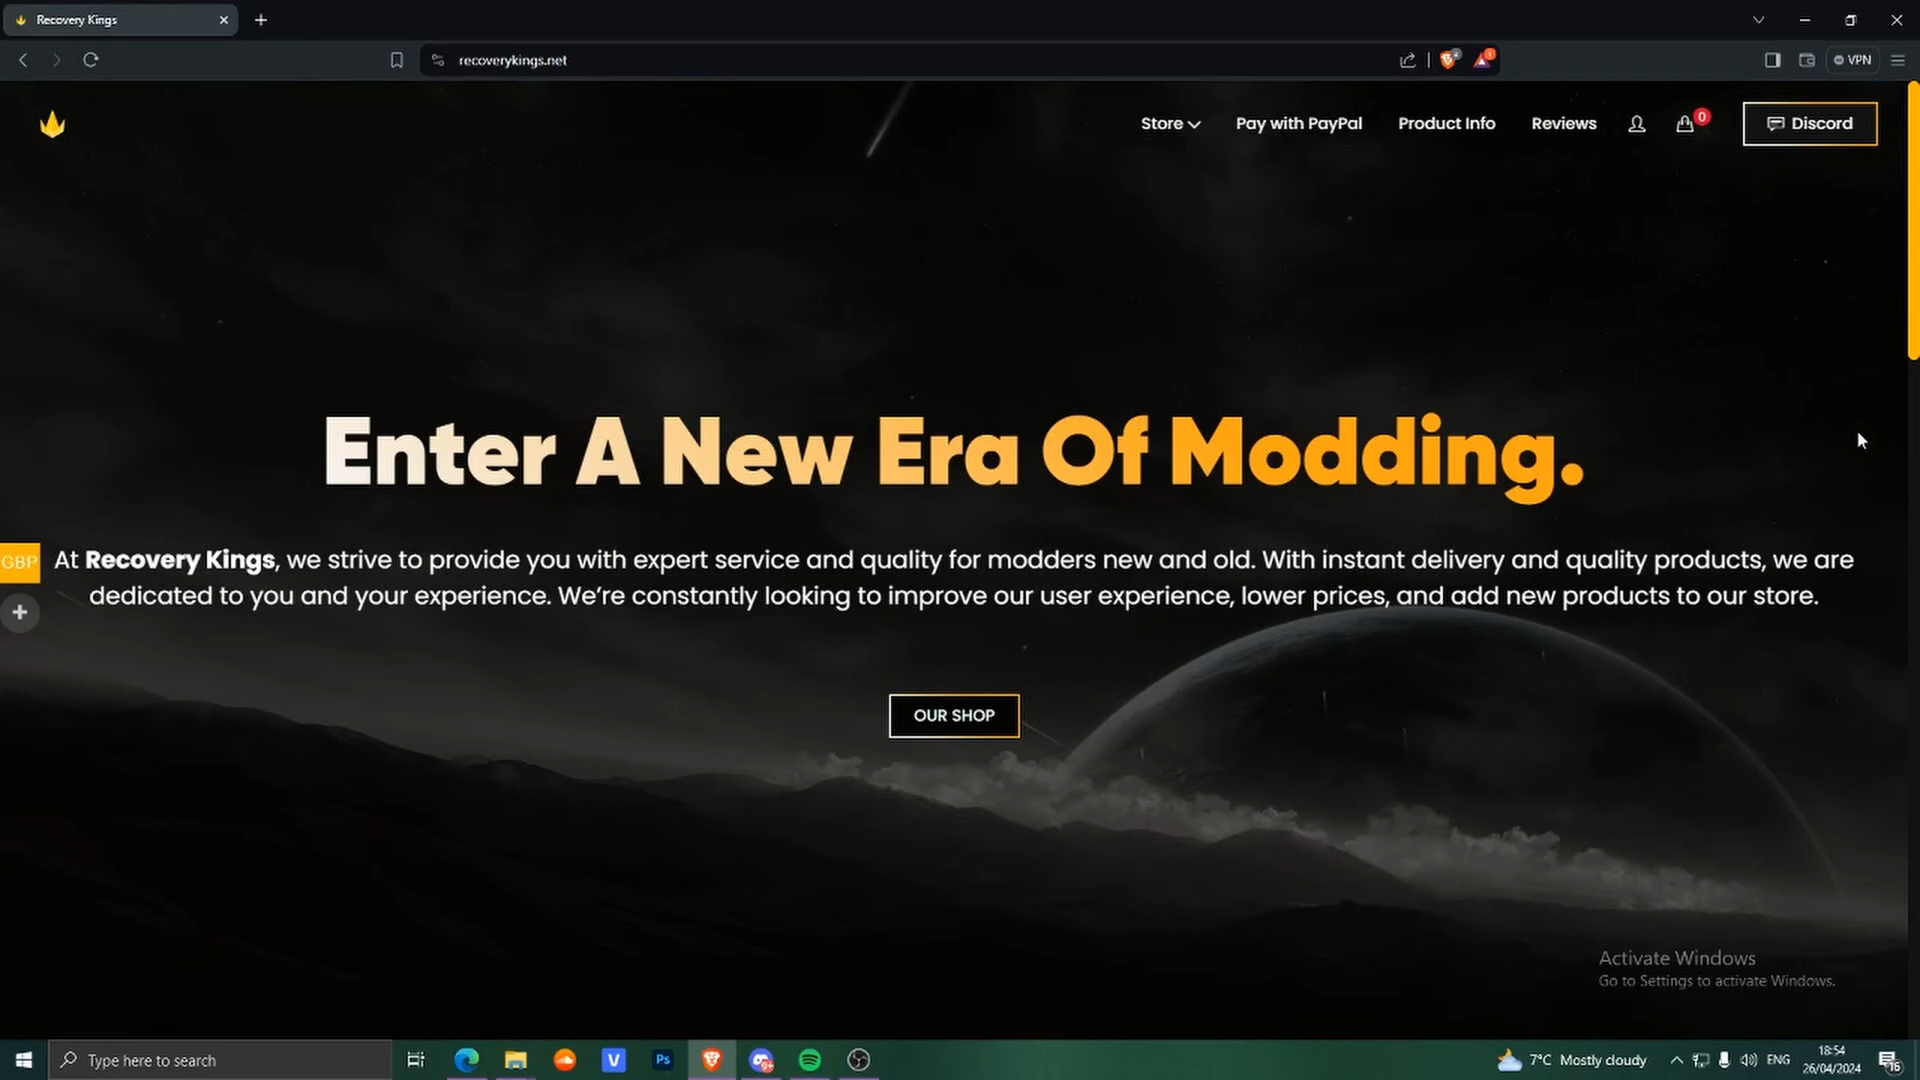 Recovery Kings
recoverykings.net
VPN
Store
Pay with PayPal
Product Info
Reviews
0
Discord
Enter A New Era Of Modding.
GBP
At Recovery Kings, we strive to provide you with expert service and quality for modders new and old. With instant delivery and quality products, we are
dedicated to you and your experience. We're constantly looking to improve our user experience, lower prices, and add new products to our store.
OUR SHOP
Activate Windows
Go to Settings to activate Windows.
Type here to search
V
Ps
7°C Mostly cloudy
ENG
18:54
26/04/2024
16